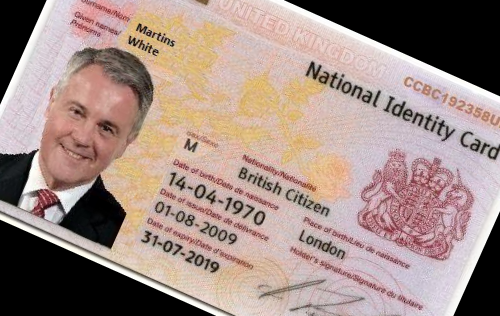 UNITED KINGDOM
Surname/Nom
Martins
Given names/
Prénoms
White
National Identity Card
CCBC192358U
Sex/Sexe
M
Nationality/Nationalité
British Citizen
Date of birth/Date de naissance
14-04-1970
Place of birth/Lieu de naissance
London
Date of issue/Date de délivrance
01-08-2009
Date of expiry/Date d'expiration
31-07-2019
Holder's signature/Signature du titulaire